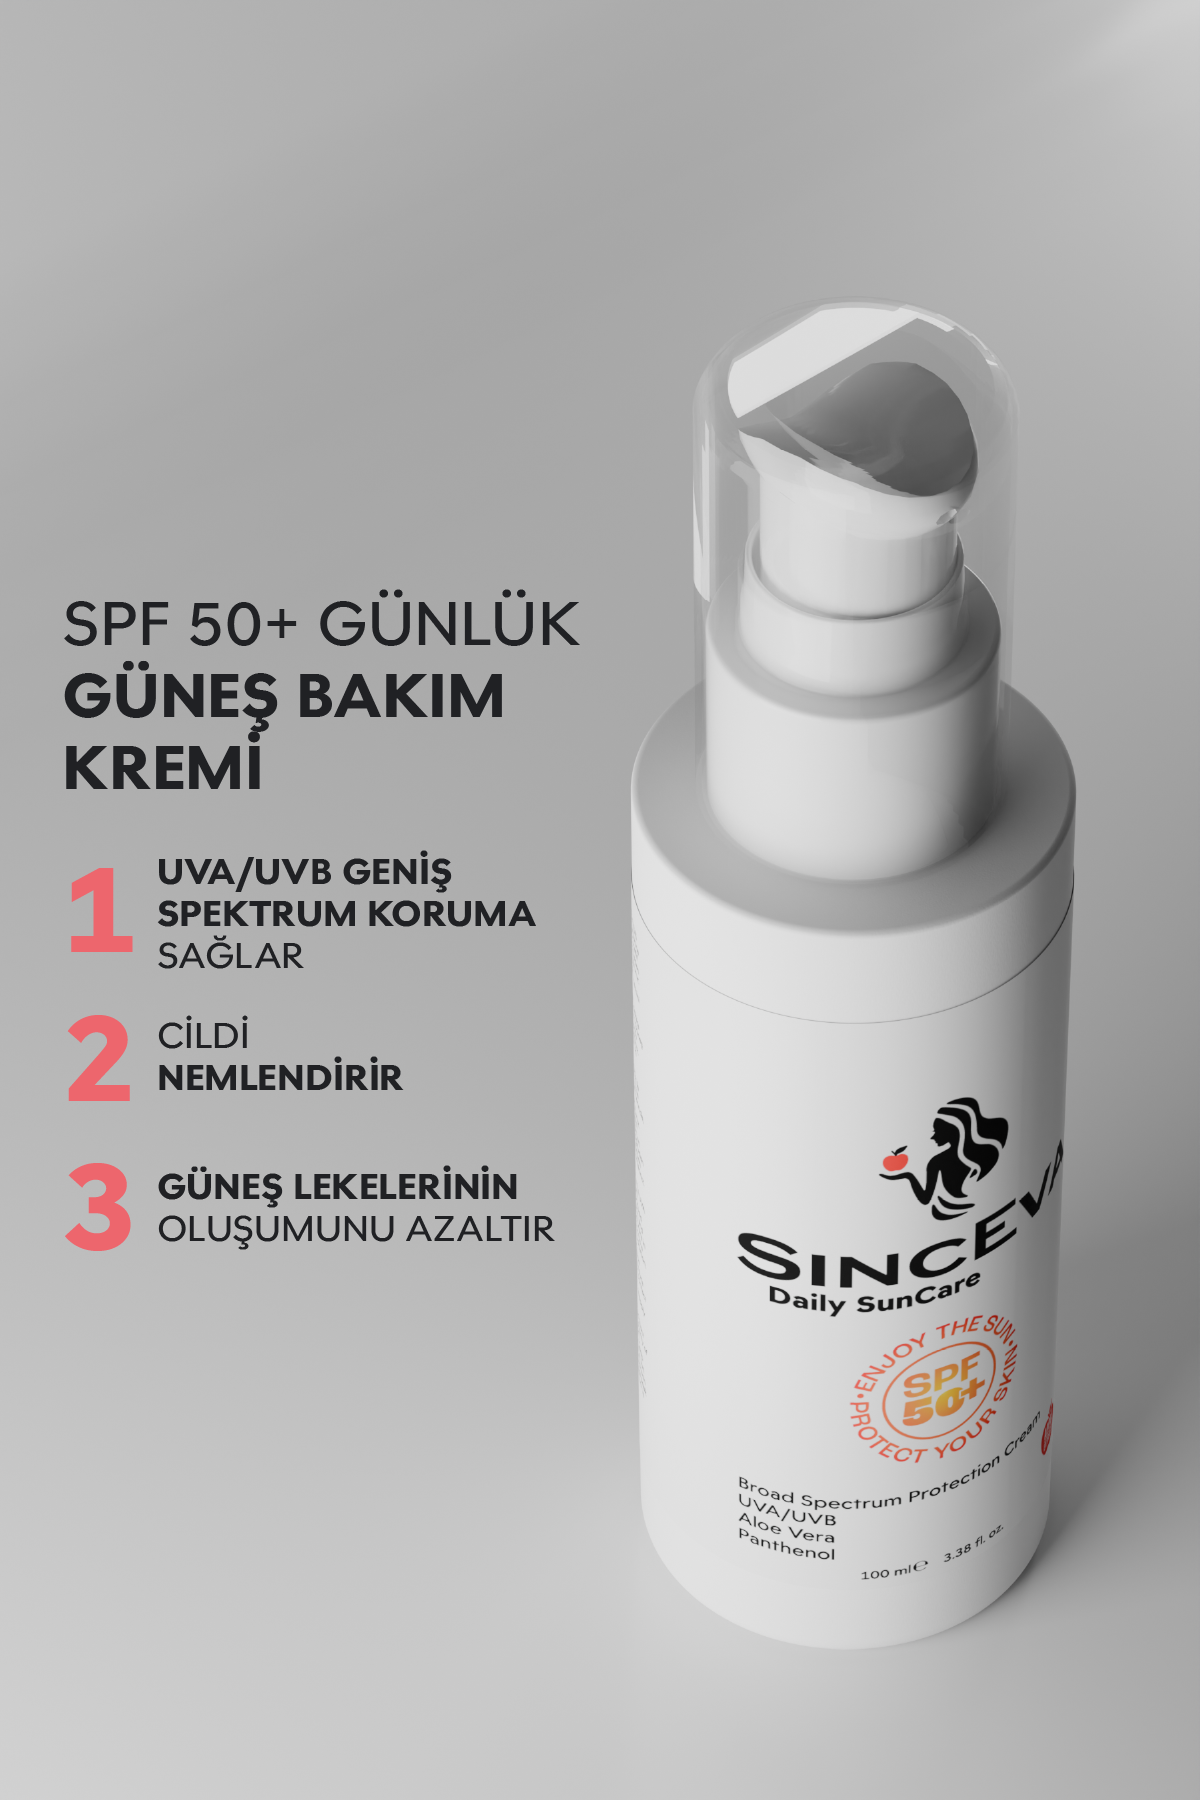 SPF 50+ GÜNLÜK
GÜNEŞ BAKIM
KREMİ
1
UVA/UVB GENİŞ
SPEKTRUM KORUMA
SAĞLAR
2
CİLDİ
NEMLENDİRİR
3
GÜNEŞ LEKELERİNİN
OLUŞUMUNU AZALTIR
SINCEVA
Daily SunCare
•ENJOY THE SUN•
PROTECT YOUR SKIN
SPF
50+
Broad Spectrum Protection Cream
UVA/UVB
Aloe Vera
Panthenol
100 ml℮ 3.38 fl. oz.